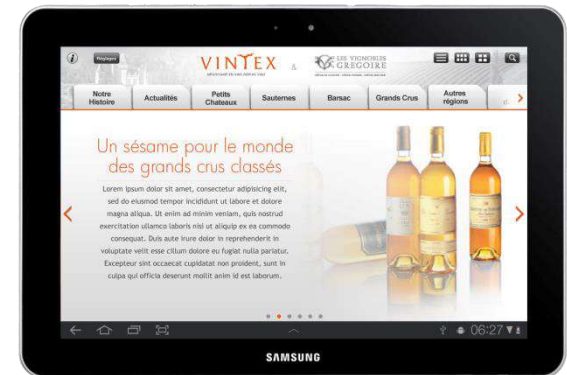 i
Réglages
VINTEX
LES VIGNOBLES
GREGOIRE
Notre
Histoire
Actualités
Petits
Chateaux
Sauternes
Barsac
Grands Crus
Autres
régions
d
Un sésame pour le monde
des grands crus classés
Lorem ipsum dolor sit amet, consectetur adipisicing elit,
sed do eiusmod tempor incididunt ut labore et dolore
magna aliqua. Ut enim ad minim veniam, quis nostrud
exercitation ullamco laboris nisi ut aliquip ex ea commodo
consequat. Duis aute irure dolor in reprehenderit in
voluptate velit esse cillum dolore eu fugiat nulla pariatur.
Excepteur sint occaecat cupidatat non proident, sunt in
culpa qui officia deserunt mollit anim id est laborum.
06:27
SAMSUNG